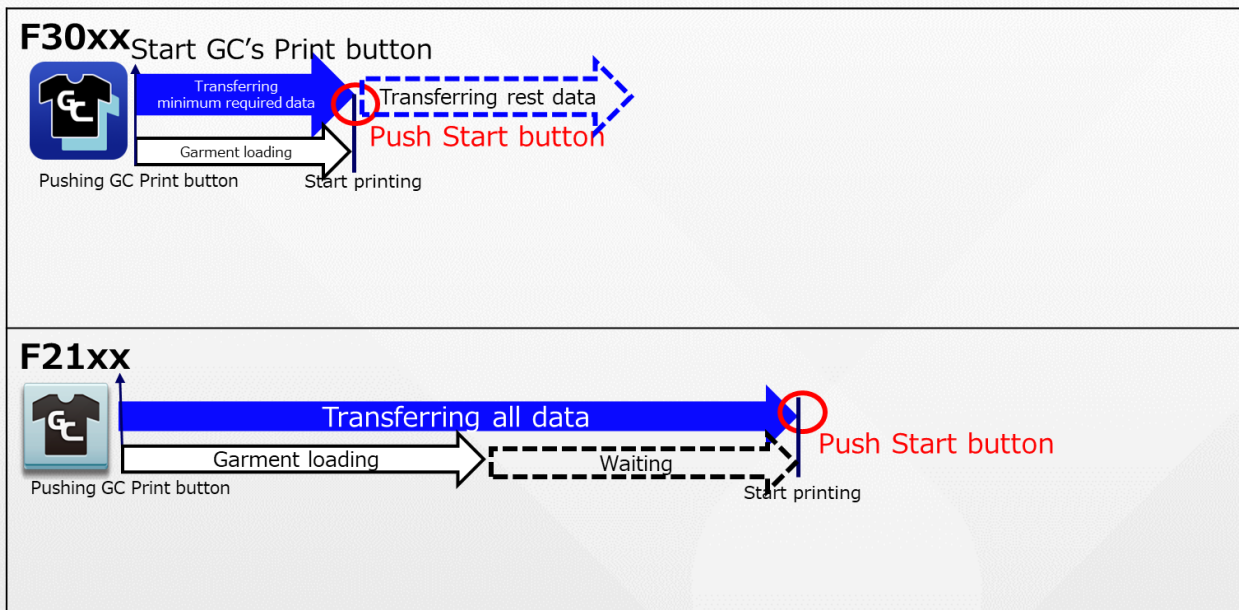 F30xx
Start GC’s Print button
GC
Transferring
minimum required data
Transferring rest data
Push Start button
Garment loading
Pushing GC Print button
Start printing
F21xx
GC
Transferring all data
Push Start button
Garment loading
Waiting
Pushing GC Print button
Start printing